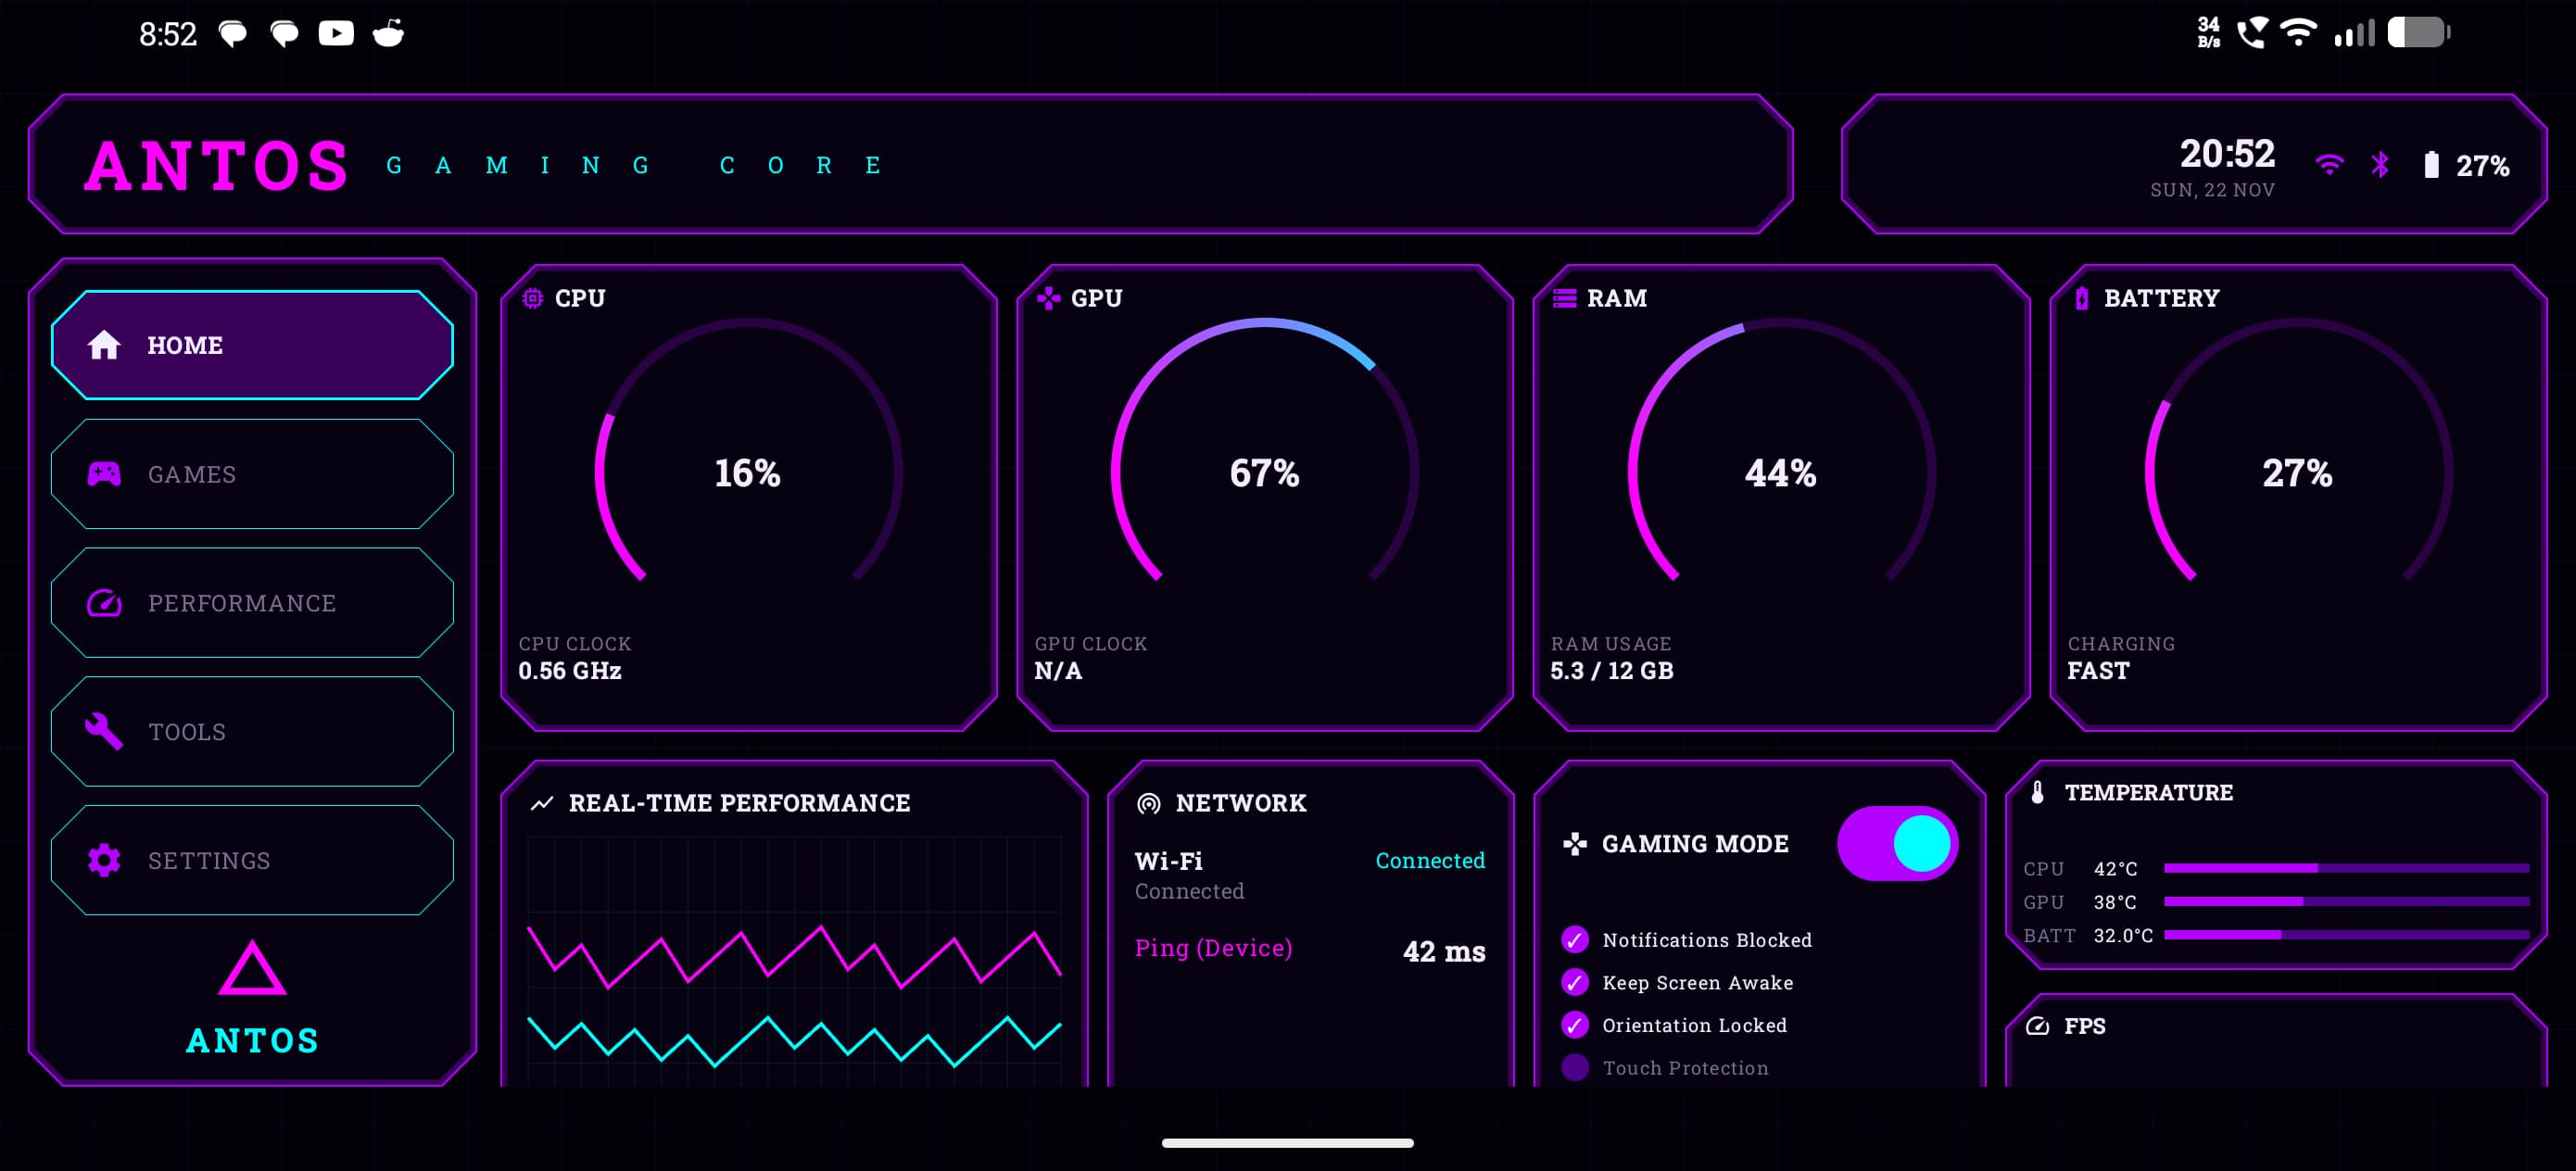 8:52
34
B/s
ANTOS GAMING CORE
20:52
SUN, 22 NOV
27%
HOME
GAMES
PERFORMANCE
TOOLS
SETTINGS
ANTOS
CPU
16%
CPU CLOCK
0.56 GHz
GPU
67%
GPU CLOCK
N/A
RAM
44%
RAM USAGE
5.3 / 12 GB
BATTERY
27%
CHARGING
FAST
REAL-TIME PERFORMANCE
NETWORK
Wi-Fi Connected
Connected
Ping (Device) 42 ms
GAMING MODE
Notifications Blocked
Keep Screen Awake
Orientation Locked
Touch Protection
TEMPERATURE
CPU 42°C
GPU 38°C
BATT 32.0°C
FPS